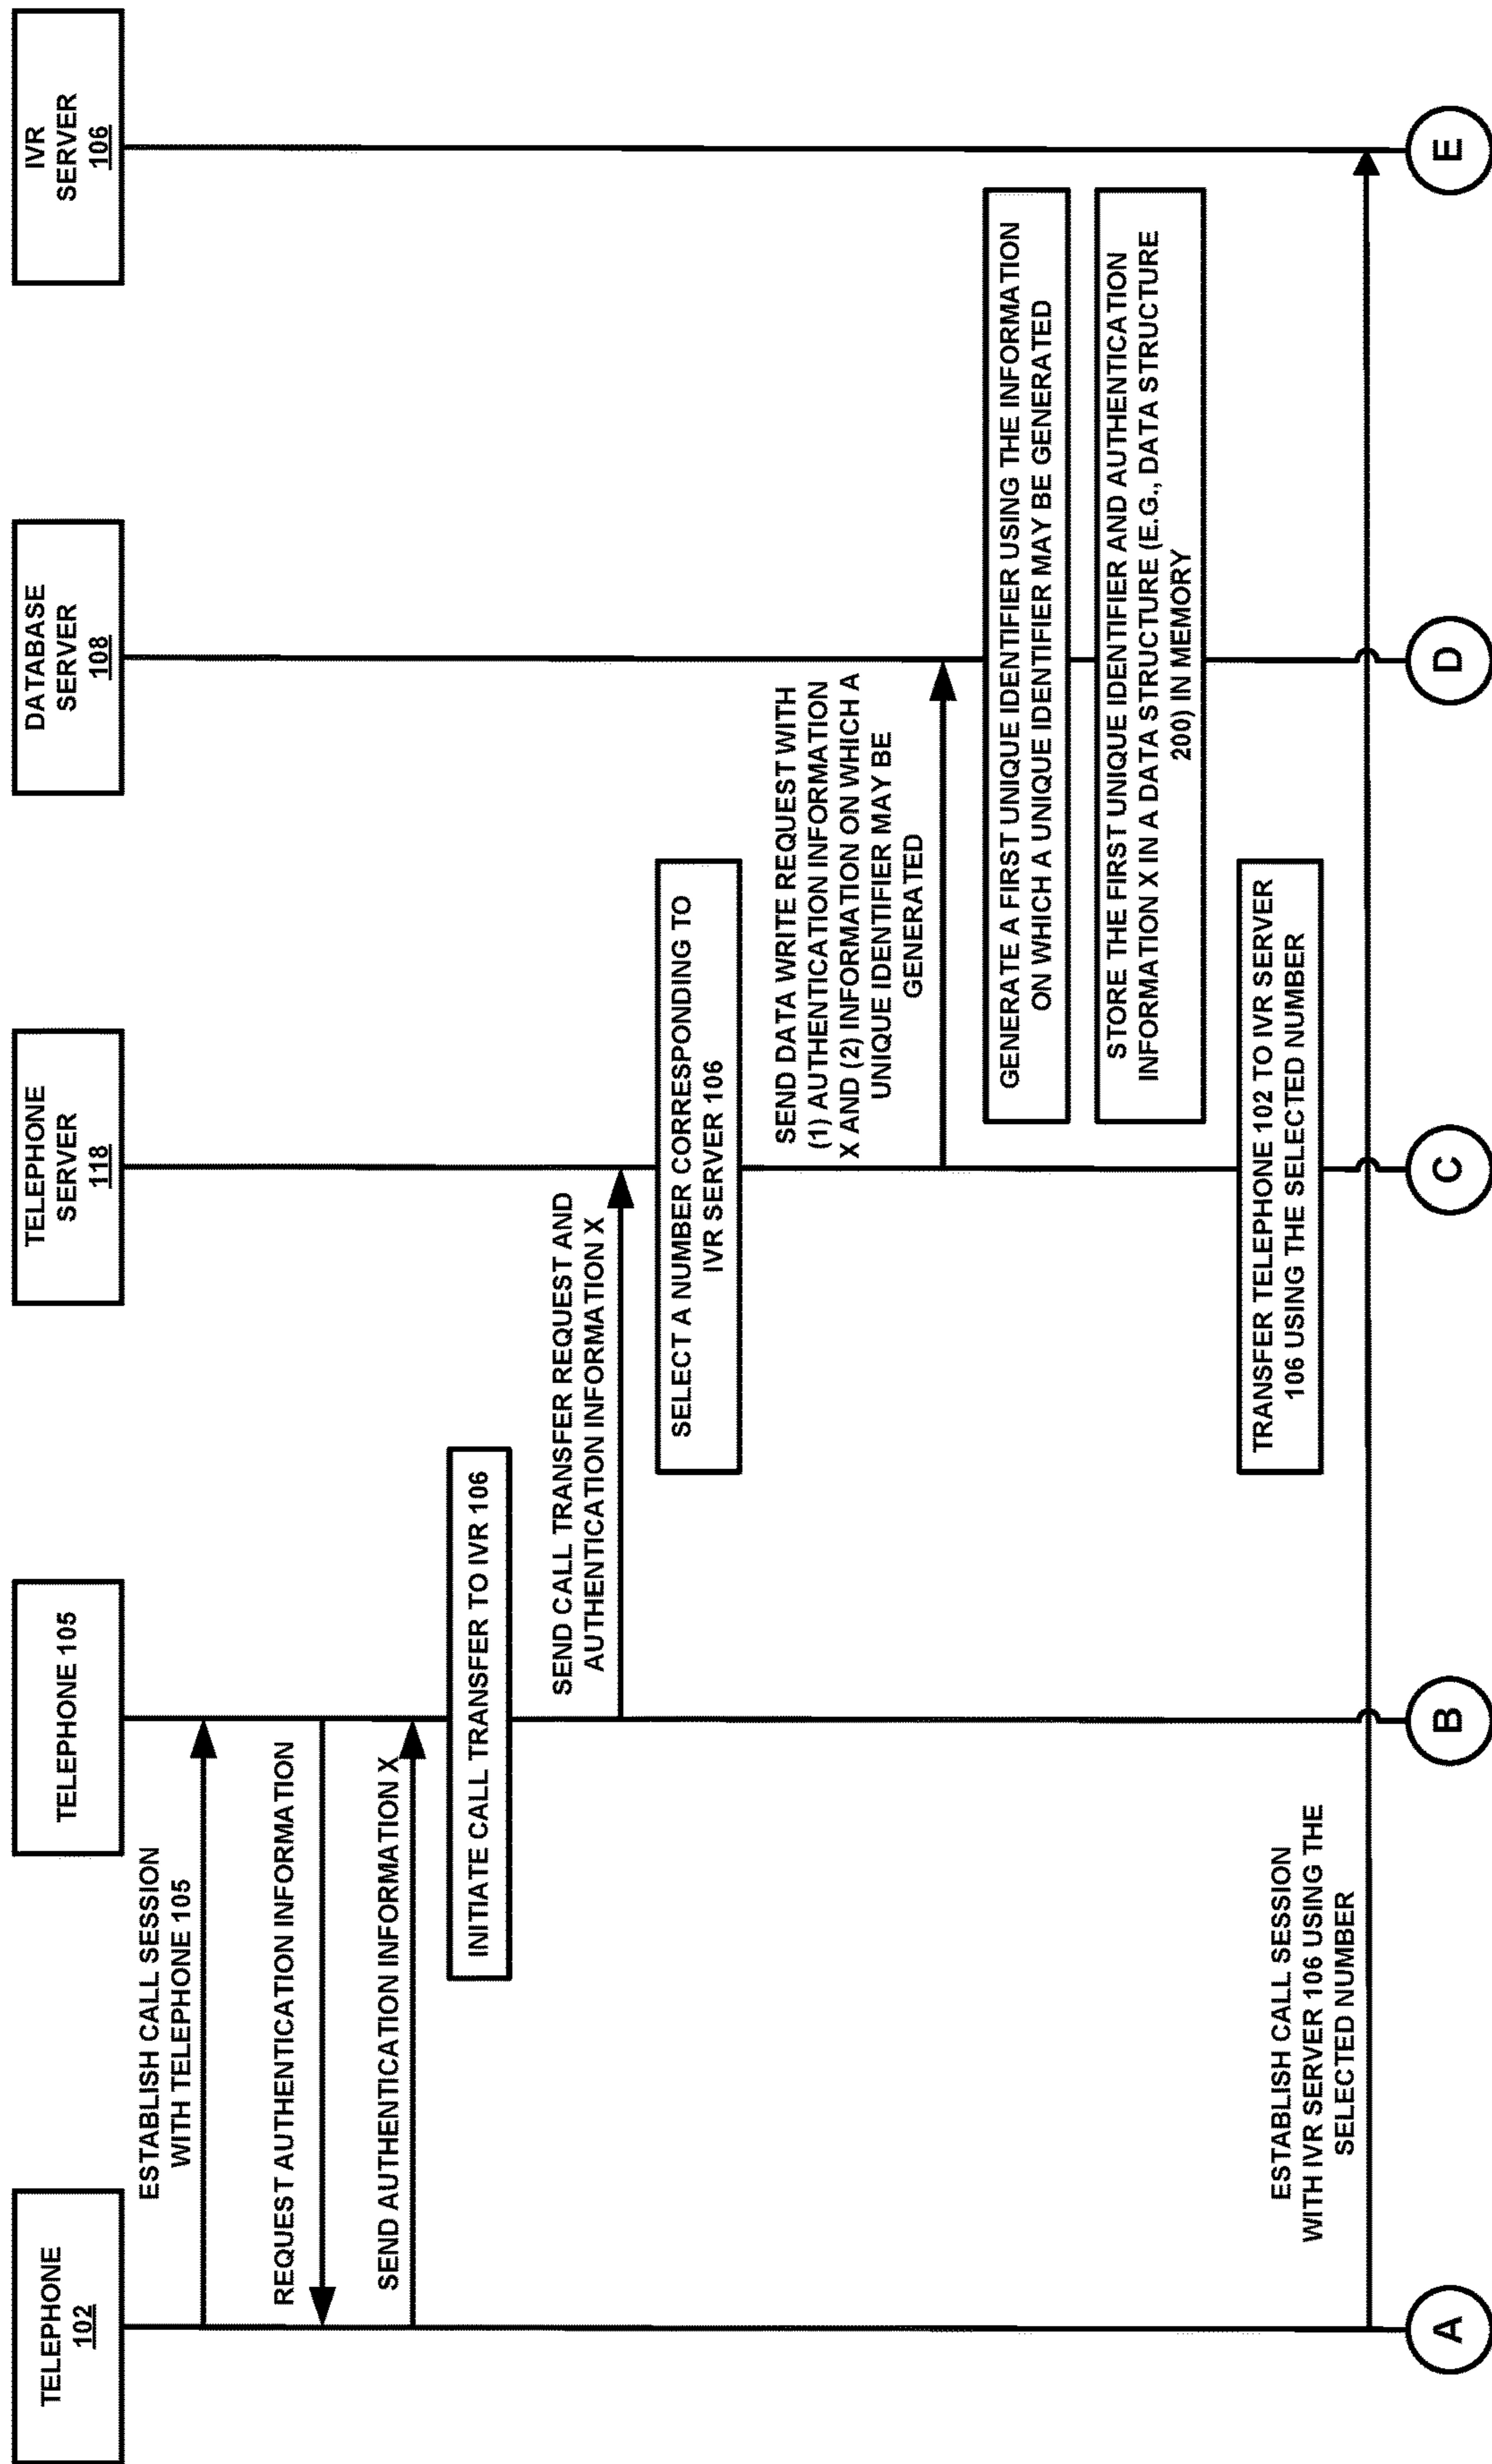 TELEPHONE
102
TELEPHONE 105
TELEPHONE
SERVER
118
DATABASE
SERVER
108
IVR
SERVER
106
ESTABLISH CALL SESSION
WITH TELEPHONE 105
REQUEST AUTHENTICATION INFORMATION
SEND AUTHENTICATION INFORMATION X
INITIATE CALL TRANSFER TO IVR 106
SEND CALL TRANSFER REQUEST AND
AUTHENTICATION INFORMATION X
SELECT A NUMBER CORRESPONDING TO
IVR SERVER 106
SEND DATA WRITE REQUEST WITH
(1) AUTHENTICATION INFORMATION
X AND (2) INFORMATION ON WHICH A
UNIQUE IDENTIFIER MAY BE
GENERATED
GENERATE A FIRST UNIQUE IDENTIFIER USING THE INFORMATION
ON WHICH A UNIQUE IDENTIFIER MAY BE GENERATED
STORE THE FIRST UNIQUE IDENTIFIER AND AUTHENTICATION
INFORMATION X IN A DATA STRUCTURE (E.G., DATA STRUCTURE
200) IN MEMORY
TRANSFER TELEPHONE 102 TO IVR SERVER
106 USING THE SELECTED NUMBER
ESTABLISH CALL SESSION
WITH IVR SERVER 106 USING THE
SELECTED NUMBER
A
B
C
D
E